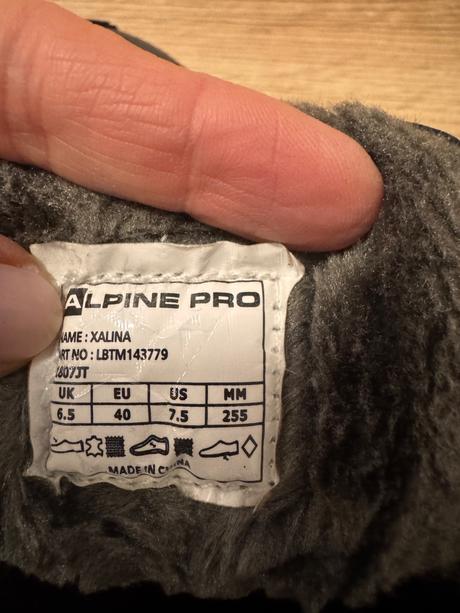 ALPINE PRO
NAME : XALINA
ART NO : LBTM143779
UK EU US MM
6.5 40 7.5 255
MADE IN CHINA